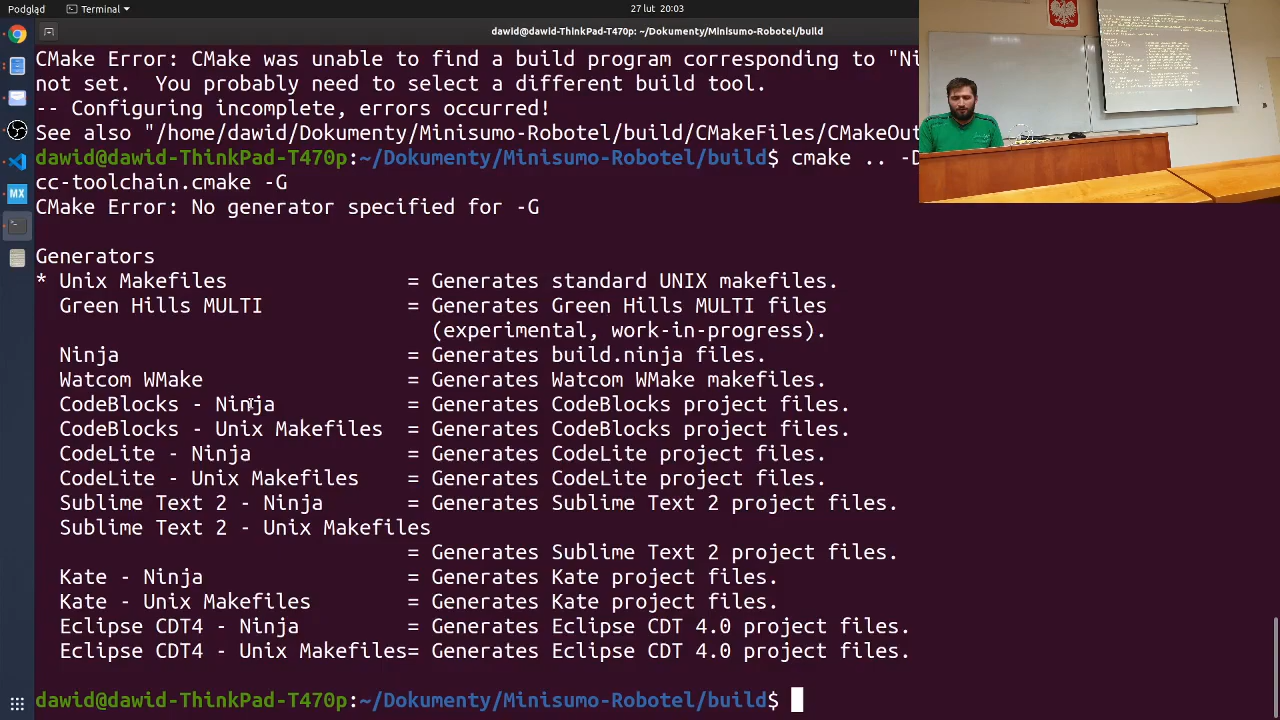 Podgląd
Terminal
27 lut 20:03
dawid@dawid-ThinkPad-T470p: ~/Dokumenty/Minisumo-Robotel/build
CMake Error: CMake was unable to find a build program corresponding to "Ni
not set.  You probably need to select a different build tool.
-- Configuring incomplete, errors occurred!
See also "/home/dawid/Dokumenty/Minisumo-Robotel/build/CMakeFiles/CMakeOut
dawid@dawid-ThinkPad-T470p:~/Dokumenty/Minisumo-Robotel/build$ cmake .. -D
cc-toolchain.cmake -G
CMake Error: No generator specified for -G
Generators
* Unix Makefiles = Generates standard UNIX makefiles.
Green Hills MULTI = Generates Green Hills MULTI files
(experimental, work-in-progress).
Ninja = Generates build.ninja files.
Watcom WMake = Generates Watcom WMake makefiles.
CodeBlocks - Ninja = Generates CodeBlocks project files.
CodeBlocks - Unix Makefiles = Generates CodeBlocks project files.
CodeLite - Ninja = Generates CodeLite project files.
CodeLite - Unix Makefiles = Generates CodeLite project files.
Sublime Text 2 - Ninja = Generates Sublime Text 2 project files.
Sublime Text 2 - Unix Makefiles
= Generates Sublime Text 2 project files.
Kate - Ninja = Generates Kate project files.
Kate - Unix Makefiles = Generates Kate project files.
Eclipse CDT4 - Ninja = Generates Eclipse CDT 4.0 project files.
Eclipse CDT4 - Unix Makefiles= Generates Eclipse CDT 4.0 project files.
dawid@dawid-ThinkPad-T470p:~/Dokumenty/Minisumo-Robotel/build$
MX